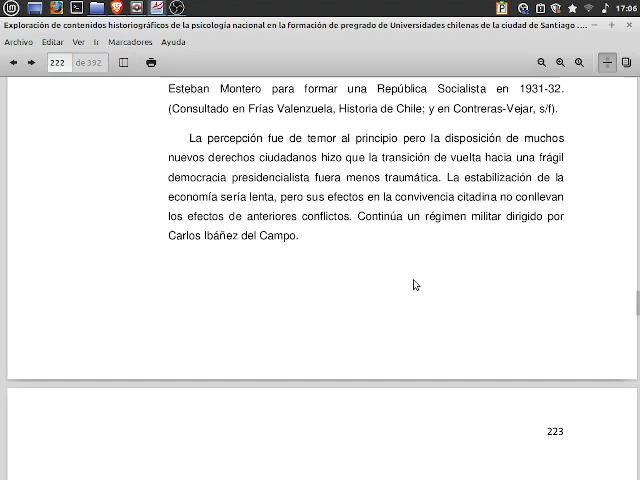 17:06
Exploración de contenidos historiográficos de la psicología nacional en la formación de pregrado de Universidades chilenas de la ciudad de Santiago ....
Archivo Editar Ver Ir Marcadores Ayuda
222 de 392
Esteban Montero para formar una República Socialista en 1931-32.
(Consultado en Frías Valenzuela, Historia de Chile; y en Contreras-Vejar, s/f).
La percepción fue de temor al principio pero la disposición de muchos
nuevos derechos ciudadanos hizo que la transición de vuelta hacia una frágil
democracia presidencialista fuera menos traumática. La estabilización de la
economía sería lenta, pero sus efectos en la convivencia citadina no conllevan
los efectos de anteriores conflictos. Continúa un régimen militar dirigido por
Carlos Ibáñez del Campo.
223